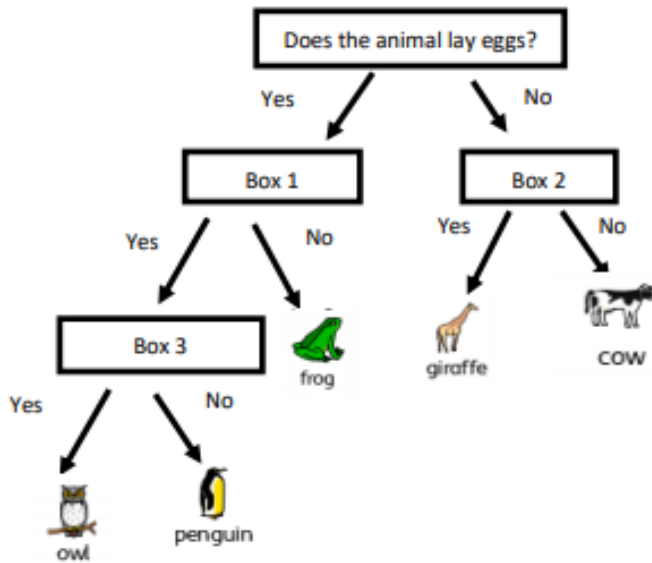 Does the animal lay eggs?
Yes
No
Box 1
Box 2
Yes
No
Yes
No
Box 3
frog
giraffe
cow
Yes
No
owl
penguin